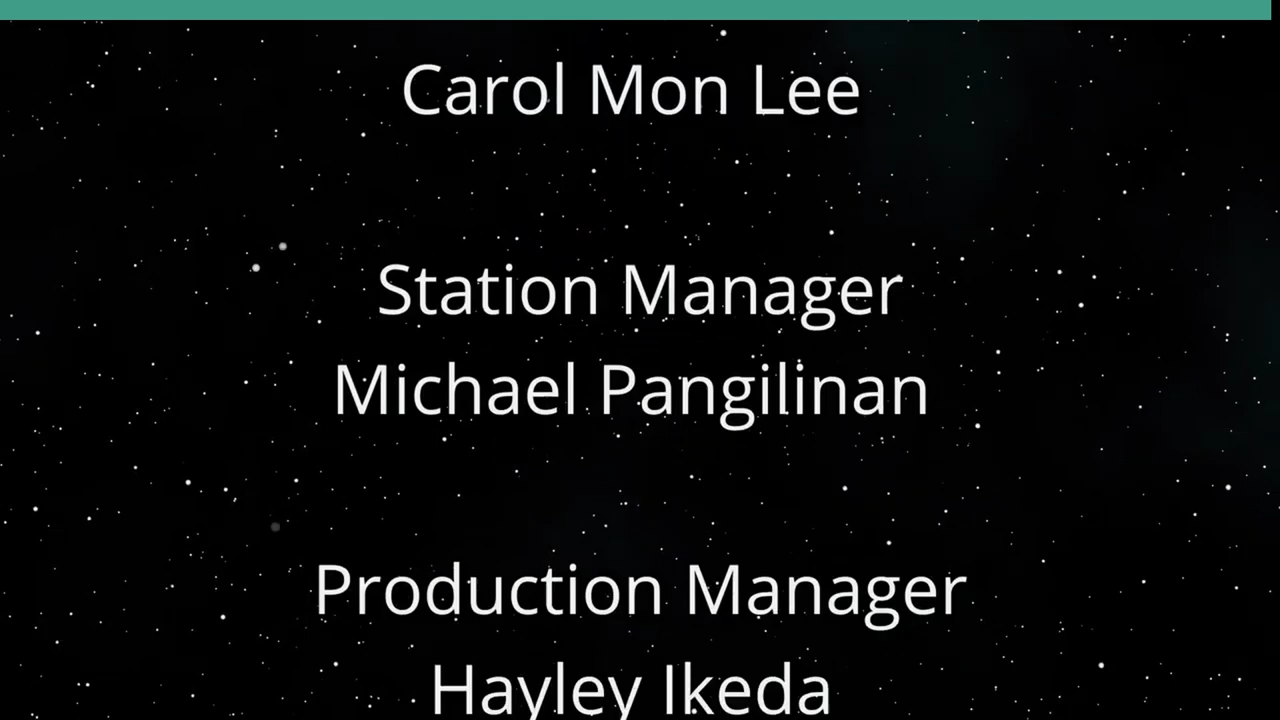 Carol Mon Lee
Station Manager
Michael Pangilinan
Production Manager
Hayley Ikeda